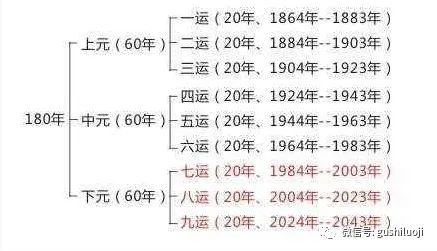 180年
上元（60年）
一运（20年、1864年--1883年）
二运（20年、1884年--1903年）
三运（20年、1904年--1923年）
中元（60年）
四运（20年、1924年--1943年）
五运（20年、1944年--1963年）
六运（20年、1964年--1983年）
下元（60年）
七运（20年、1984年--2003年）
八运（20年、2004年--2023年）
九运（20年、2024年--2043年）
微信号: gushiluoji